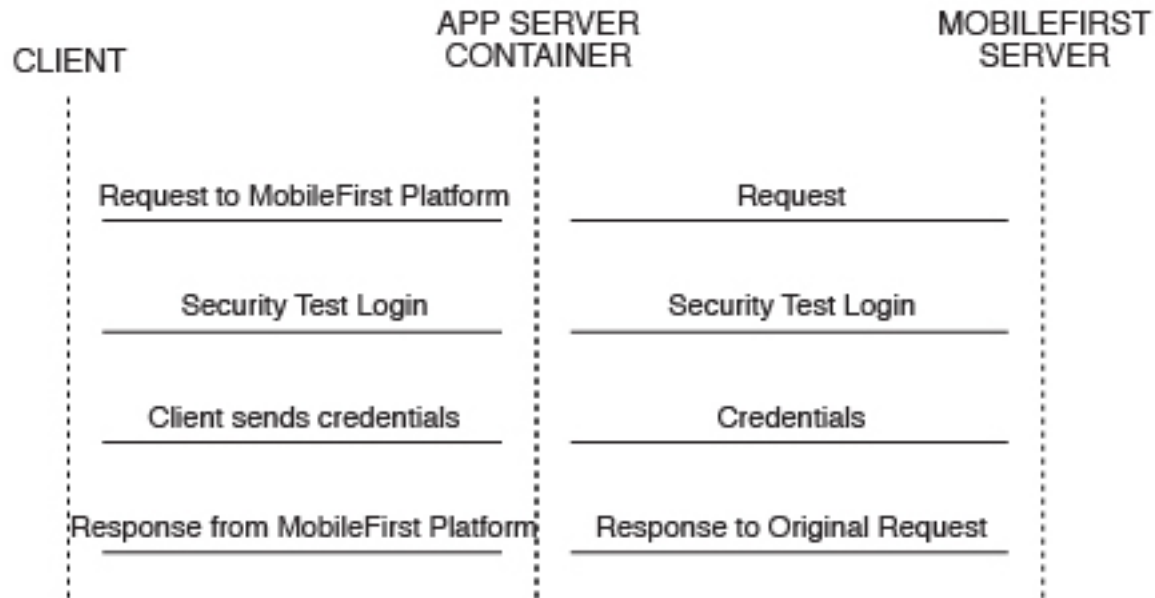 CLIENT
APP SERVER
CONTAINER
MOBILEFIRST
SERVER
Request to MobileFirst Platform
Request
Security Test Login
Security Test Login
Client sends credentials
Credentials
Response from MobileFirst Platform
Response to Original Request